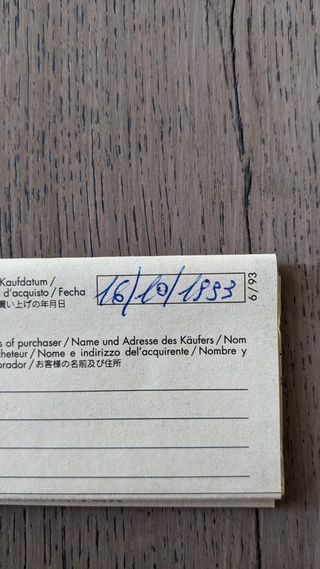 Kaufdatum /
d'acquisto / Fecha
買い上げの年月日
16/10/1993
6/93
s of purchaser / Name und Adresse des Käufers / Nom
cheteur / Nome e indirizzo del'acquirente / Nombre y
prador / お客様の名前及び住所